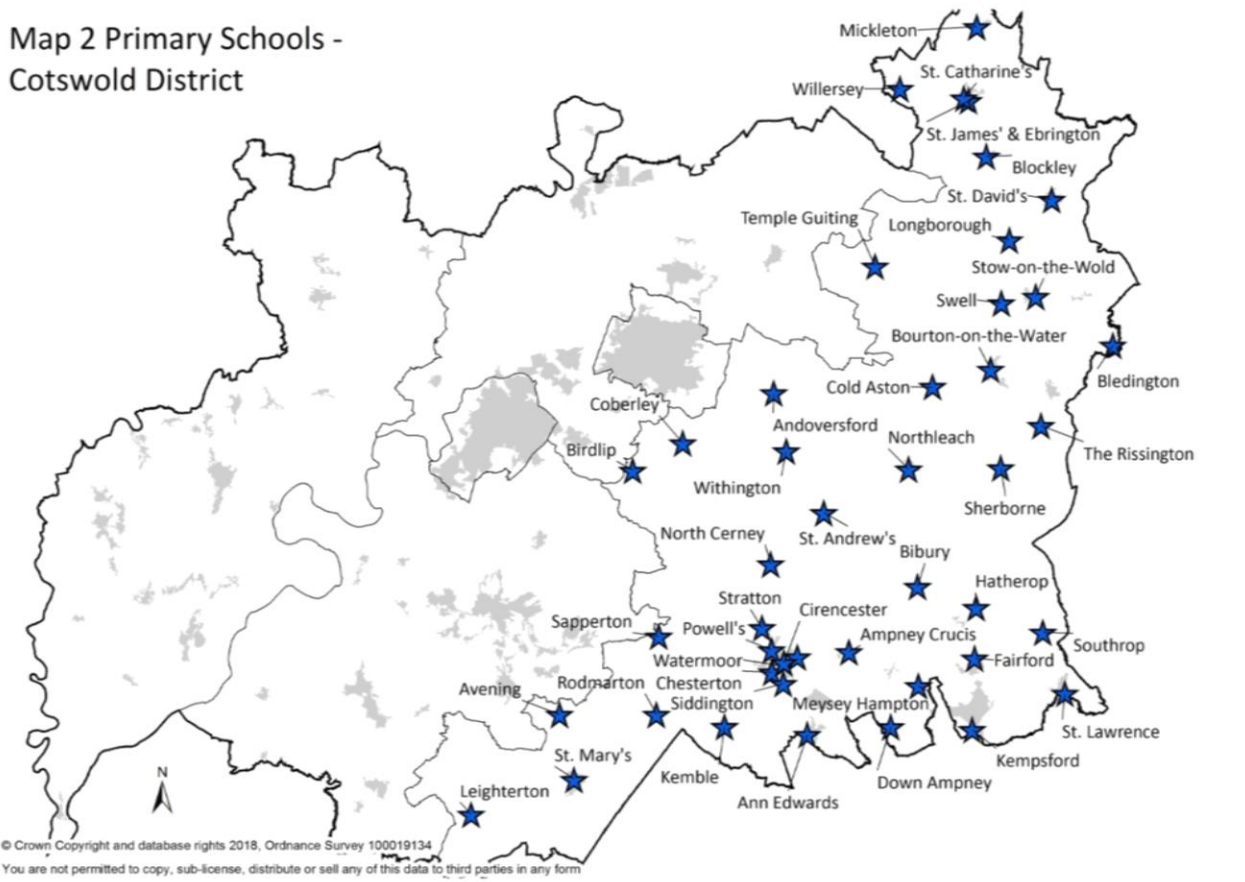 Map 2 Primary Schools -
Cotswold District
Mickleton
St. Catharine's
Willersey
St. James' & Ebrington
Blockley
St. David's
Temple Guiting
Longborough
Stow-on-the-Wold
Swell
Bourton-on-the-Water
Bledington
Cold Aston
Coberley
Andoversford
Northleach
Birdlip
The Rissington
Withington
Sherborne
North Cerney
St. Andrew's
Bibury
Hatherop
Stratton
Cirencester
Sapperton
Powell's
Ampney Crucis
Southrop
Watermoor
Fairford
Rodmarton
Chesterton
Avening
Siddington
Meysey Hampton
St. Lawrence
St. Mary's
Kempsford
Kemble
Down Ampney
Leighterton
Ann Edwards
N
© Crown Copyright and database rights 2018, Ordnance Survey 100019134
You are not permitted to copy, sub-license, distribute or sell any of this data to third parties in any form